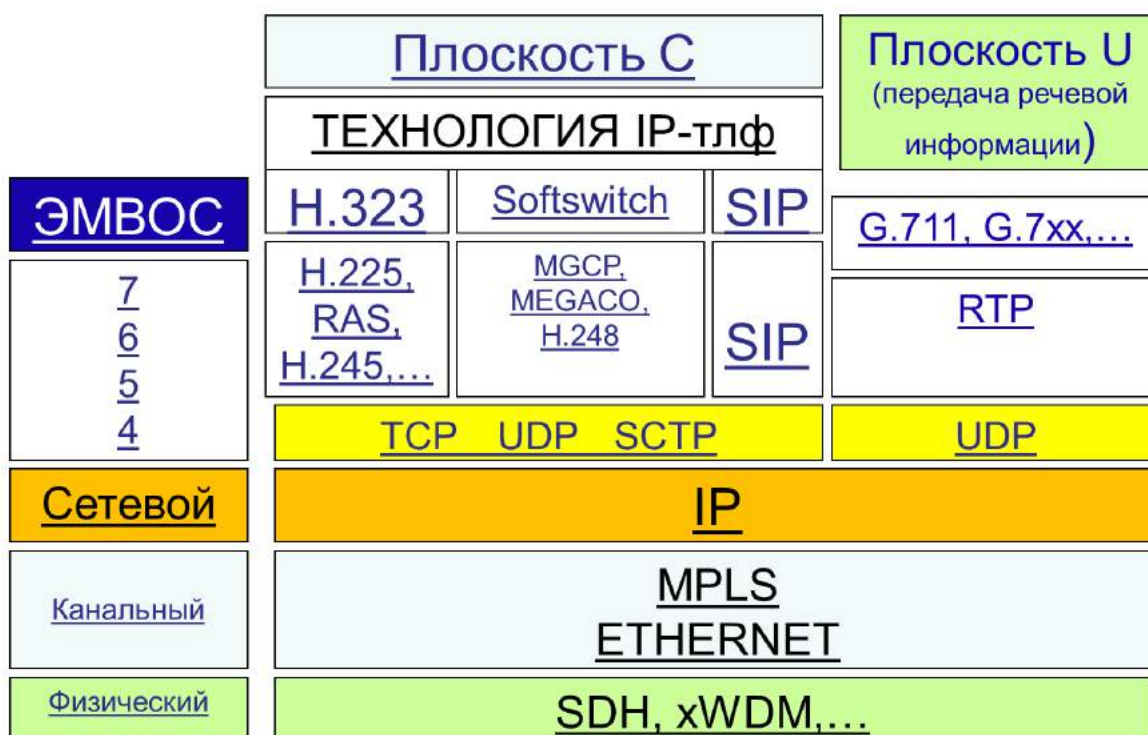 Плоскость C
Плоскость U
(передача речевой
информации)
ТЕХНОЛОГИЯ IP-тлф
ЭМВОС
H.323
Softswitch
SIP
G.711, G.7xx,...
7
6
5
4
H.225,
RAS,
H.245,...
MGCP,
MEGACO,
H.248
SIP
RTP
TCP UDP SCTP
UDP
Сетевой
IP
Канальный
MPLS
ETHERNET
Физический
SDH, xWDM,...